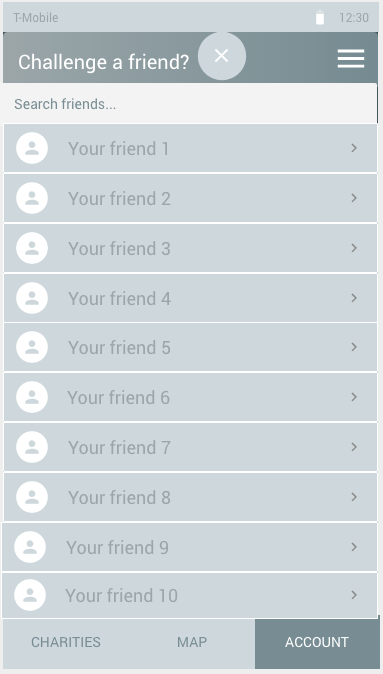 T-Mobile 12:30
Challenge a friend?
Search friends...
Your friend 1
Your friend 2
Your friend 3
Your friend 4
Your friend 5
Your friend 6
Your friend 7
Your friend 8
Your friend 9
Your friend 10
CHARITIES MAP ACCOUNT